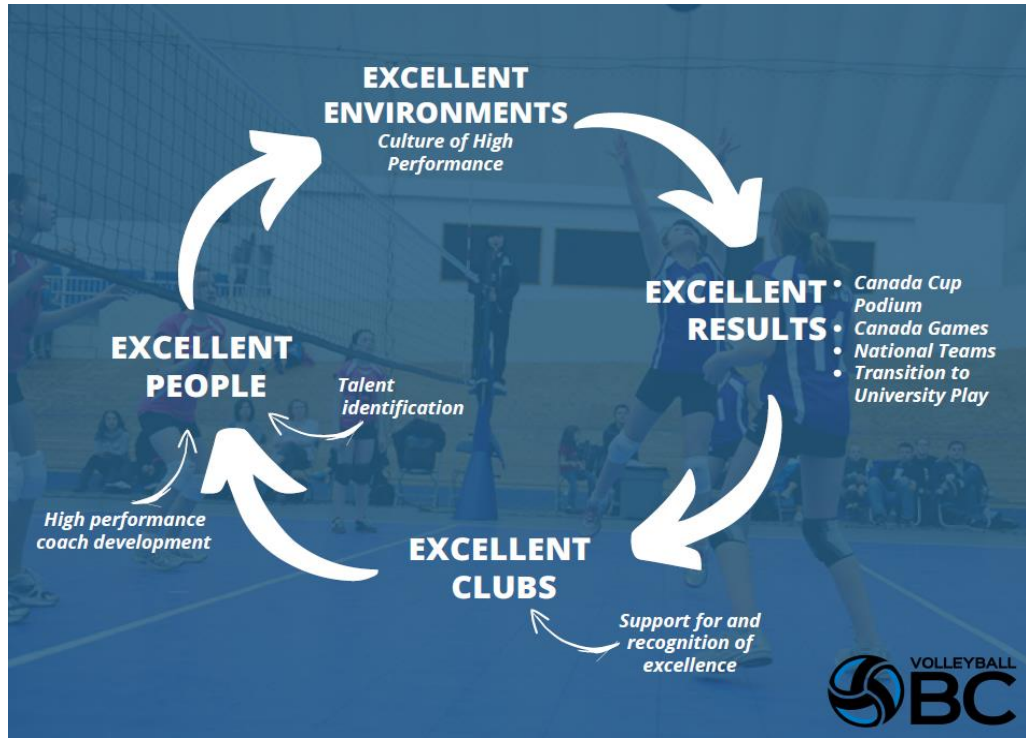 EXCELLENT
ENVIRONMENTS
Culture of High
Performance
EXCELLENT
RESULTS
• Canada Cup
Podium
• Canada Games
• National Teams
• Transition to
University Play
EXCELLENT
PEOPLE
Talent
identification
High performance
coach development
EXCELLENT
CLUBS
Support for and
recognition of
excellence
VOLLEYBALL
BC